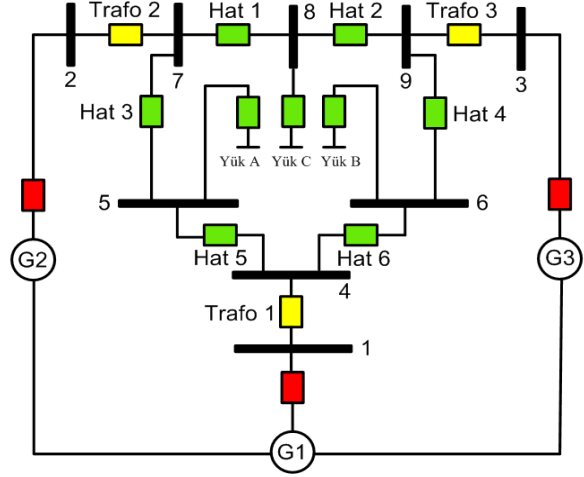 Trafo 2
Hat 1
8
Hat 2
Trafo 3
2
7
9
3
Hat 3
Hat 4
Yük A
Yük C
Yük B
5
6
G2
Hat 5
Hat 6
G3
4
Trafo 1
1
G1